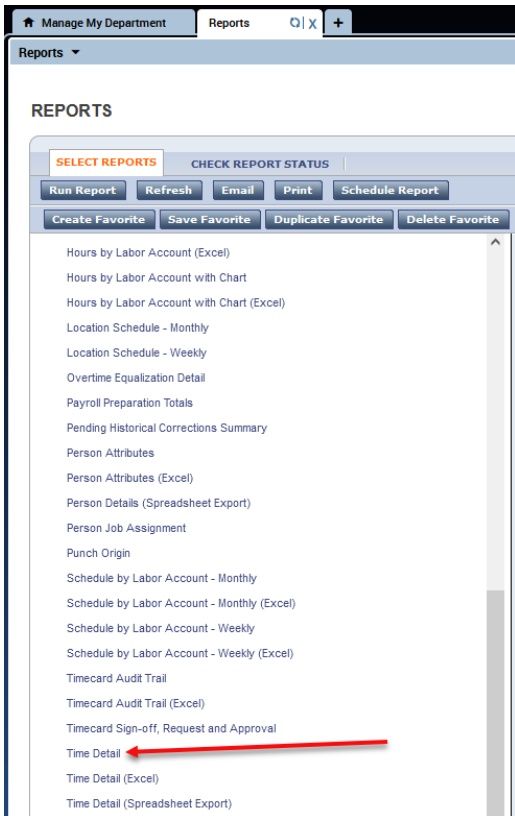 Manage My Department Reports X +
Reports
REPORTS
SELECT REPORTS CHECK REPORT STATUS
Run Report Refresh Email Print Schedule Report
Create Favorite Save Favorite Duplicate Favorite Delete Favorite
Hours by Labor Account (Excel)
Hours by Labor Account with Chart
Hours by Labor Account with Chart (Excel)
Location Schedule - Monthly
Location Schedule - Weekly
Overtime Equalization Detail
Payroll Preparation Totals
Pending Historical Corrections Summary
Person Attributes
Person Attributes (Excel)
Person Details (Spreadsheet Export)
Person Job Assignment
Punch Origin
Schedule by Labor Account - Monthly
Schedule by Labor Account - Monthly (Excel)
Schedule by Labor Account - Weekly
Schedule by Labor Account - Weekly (Excel)
Timecard Audit Trail
Timecard Audit Trail (Excel)
Timecard Sign-off, Request and Approval
Time Detail
Time Detail (Excel)
Time Detail (Spreadsheet Export)